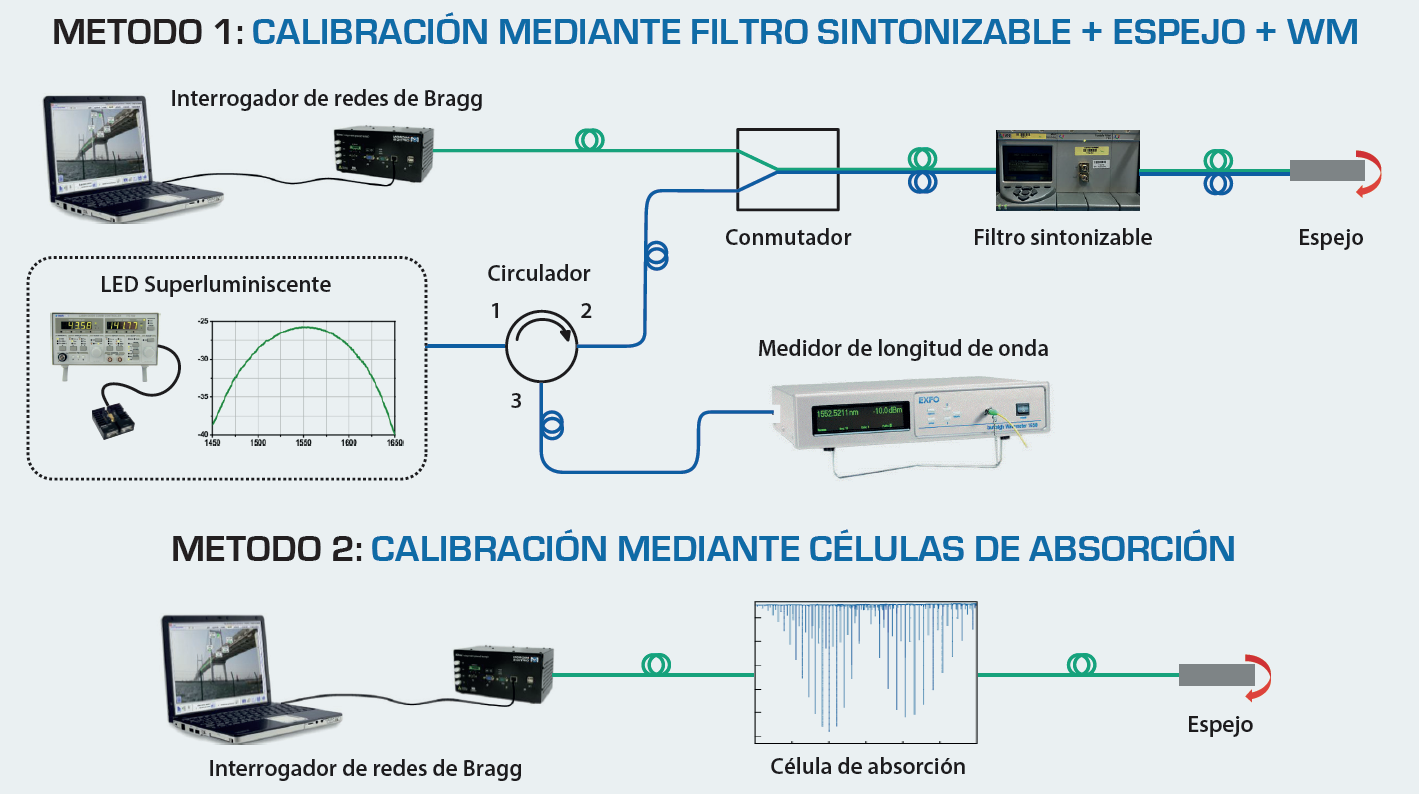 METODO 1: CALIBRACIÓN MEDIANTE FILTRO SINTONIZABLE + ESPEJO + WM
Interrogador de redes de Bragg
Conmutador
Filtro sintonizable
Espejo
LED Superluminiscente
-25
-30
-35
-40
1450 1500 1550 1600 1650
Circulador
1
2
3
Medidor de longitud de onda
EXFO
1552.5211nm -10,0dBm
METODO 2: CALIBRACIÓN MEDIANTE CÉLULAS DE ABSORCIÓN
Interrogador de redes de Bragg
Célula de absorción
Espejo